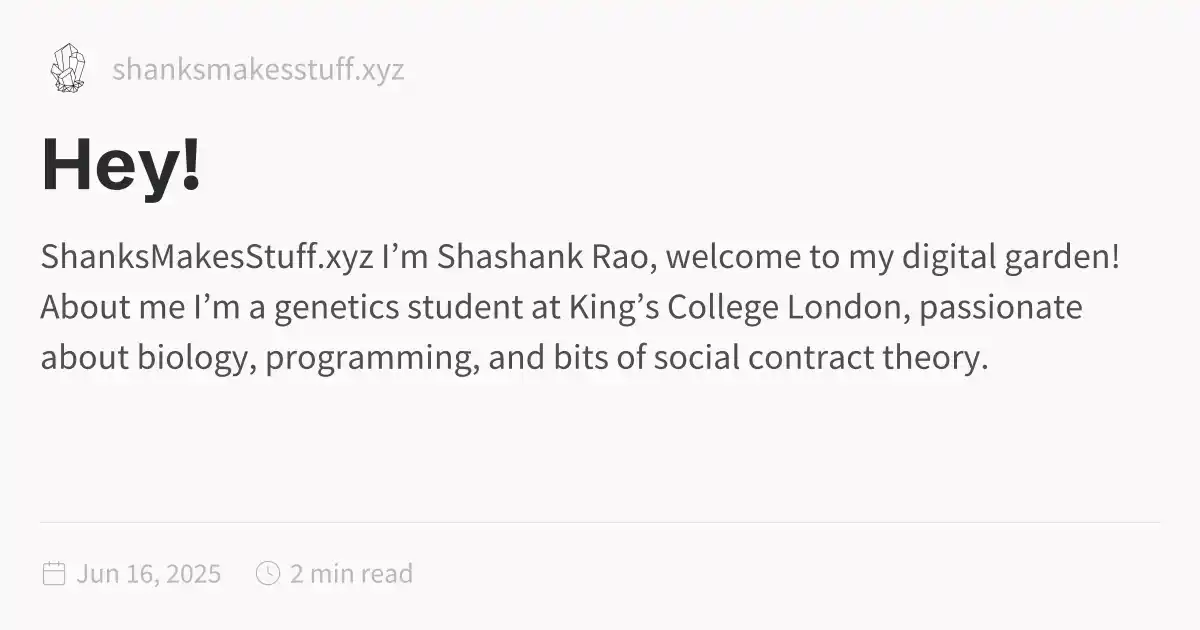 shanksmakesstuff.xyz
Hey!
ShanksMakesStuff.xyz I’m Shashank Rao, welcome to my digital garden!
About me I’m a genetics student at King’s College London, passionate
about biology, programming, and bits of social contract theory.
Jun 16, 2025 2 min read